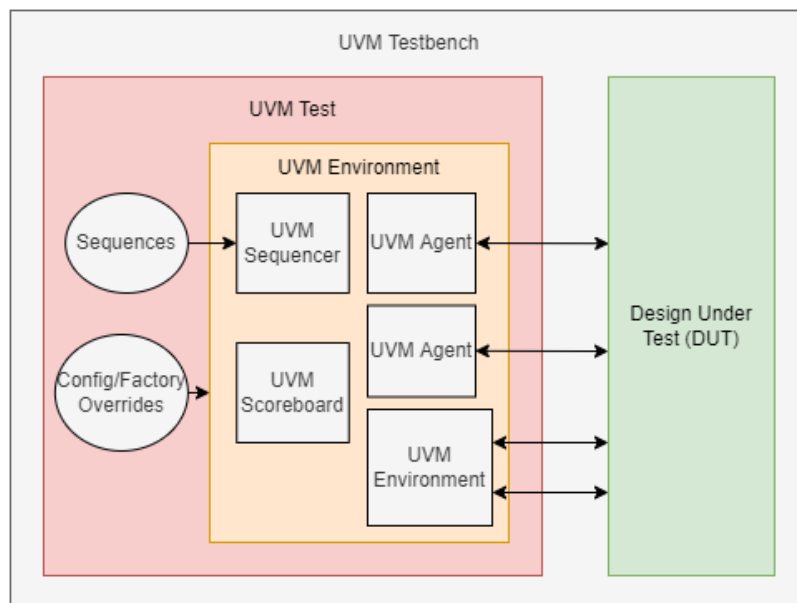 UVM Testbench
UVM Test
UVM Environment
Sequences
UVM
Sequencer
UVM Agent
Design Under
Test (DUT)
UVM Agent
Config/Factory
Overrides
UVM
Scoreboard
UVM
Environment